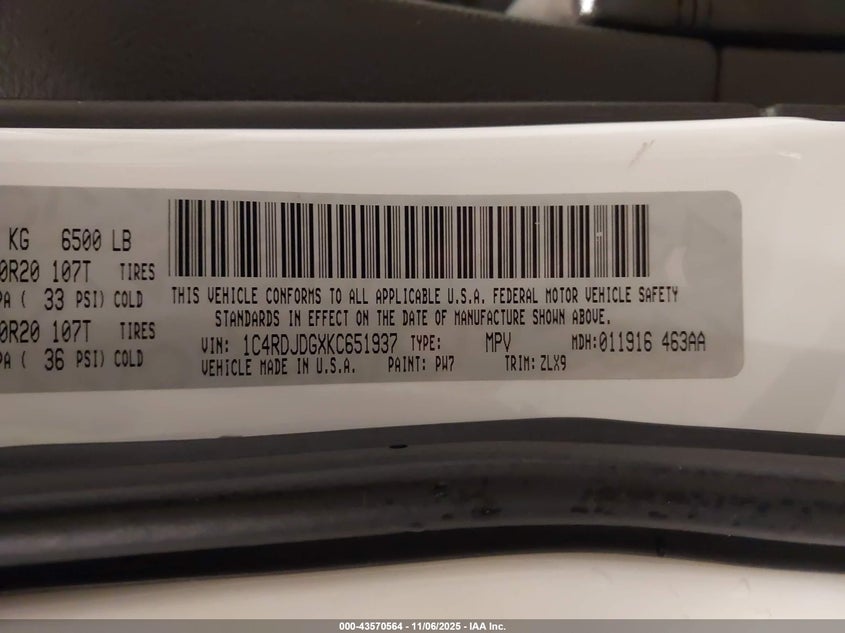 KG 6500 LB
0R20 107T TIRES
PA ( 33 PSI) COLD
0R20 107T TIRES
PA ( 36 PSI) COLD
THIS VEHICLE CONFORMS TO ALL APPLICABLE U.S.A. FEDERAL MOTOR VEHICLE SAFETY
STANDARDS IN EFFECT ON THE DATE OF MANUFACTURE SHOWN ABOVE.
VIN: 1C4RDJDGXKC651937 TYPE: MPV MDH:011916 463AA
VEHICLE MADE IN U.S.A. PAINT: PW7 TRIM: ZLX9
000-43570564 | 11/06/2025 - IAA Inc.